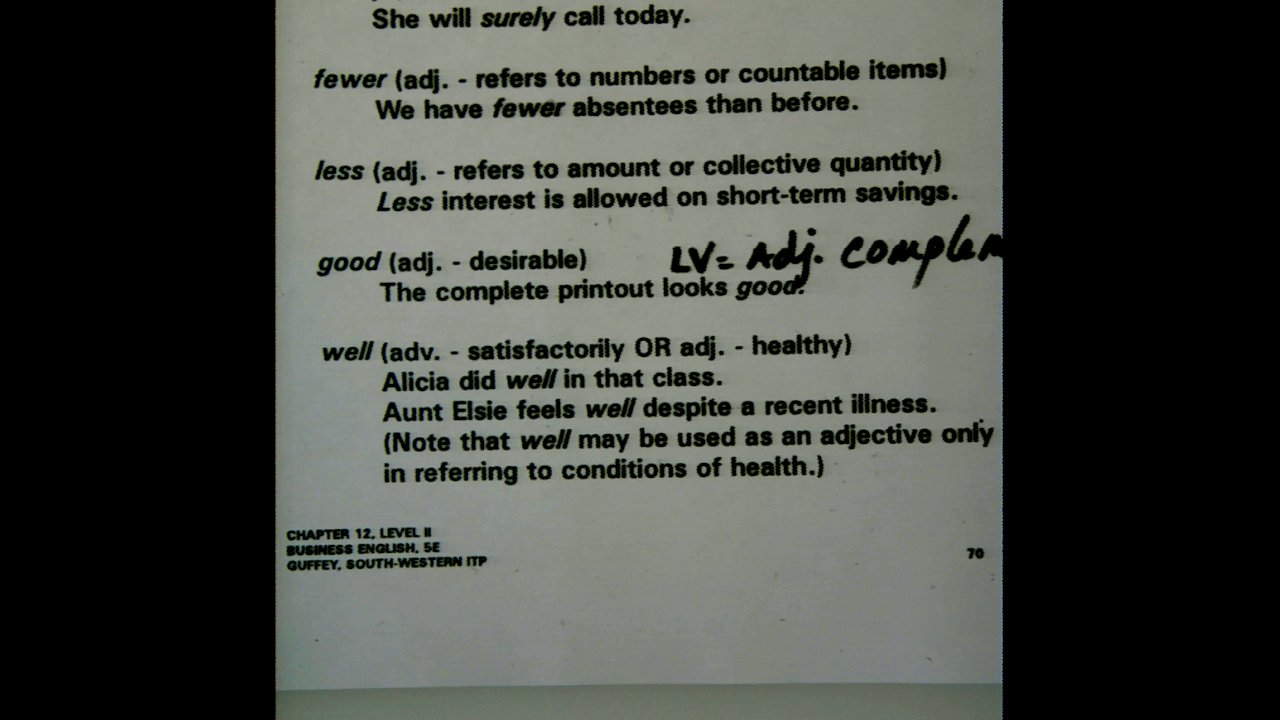 She will surely call today.
fewer (adj. - refers to numbers or countable items)
We have fewer absentees than before.
less (adj. - refers to amount or collective quantity)
Less interest is allowed on short-term savings.
good (adj. - desirable) LV= Adj. complem
The complete printout looks good.
well (adv. - satisfactorily OR adj. - healthy)
Alicia did well in that class.
Aunt Elsie feels well despite a recent illness.
(Note that well may be used as an adjective only
in referring to conditions of health.)
CHAPTER 12, LEVEL II
BUSINESS ENGLISH, 5E
GUFFEY, SOUTH-WESTERN ITP
70